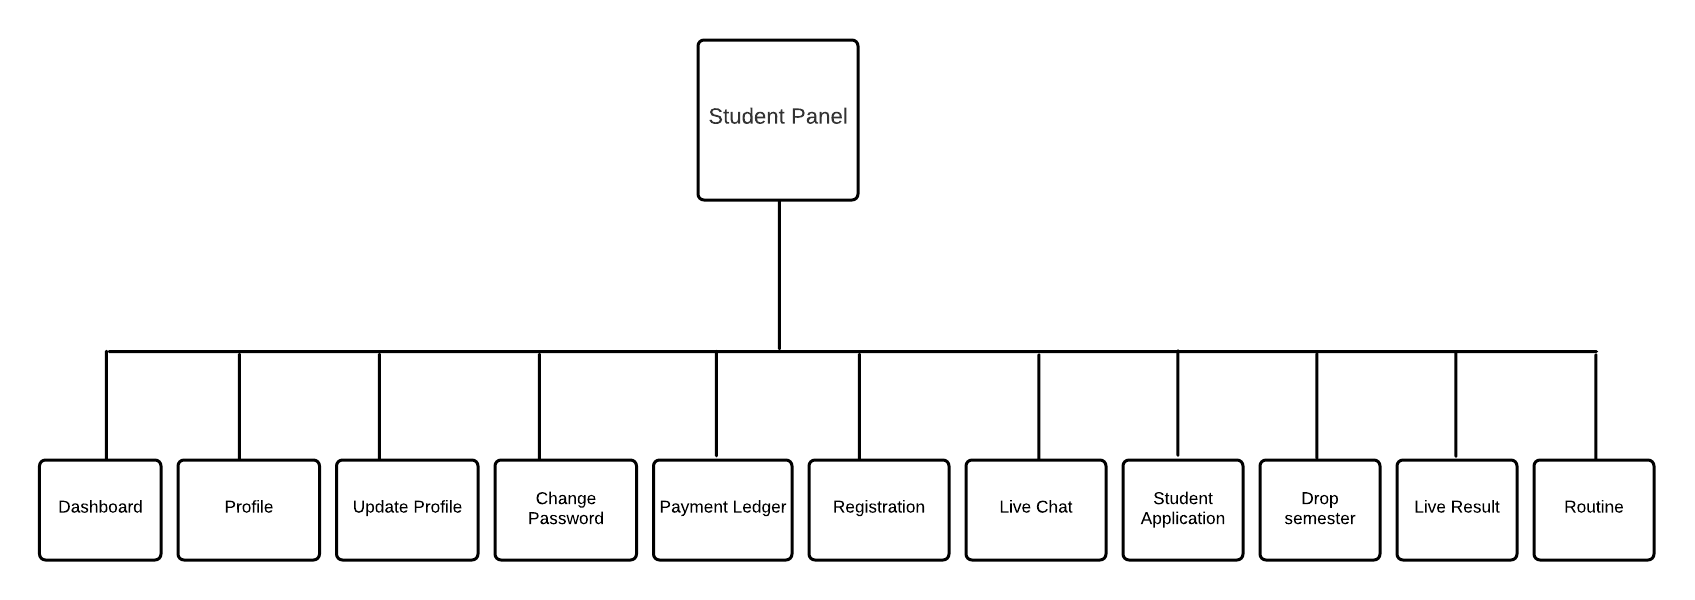 Student Panel
Dashboard
Profile
Update Profile
Change
Password
Payment Ledger
Registration
Live Chat
Student
Application
Drop
semester
Live Result
Routine